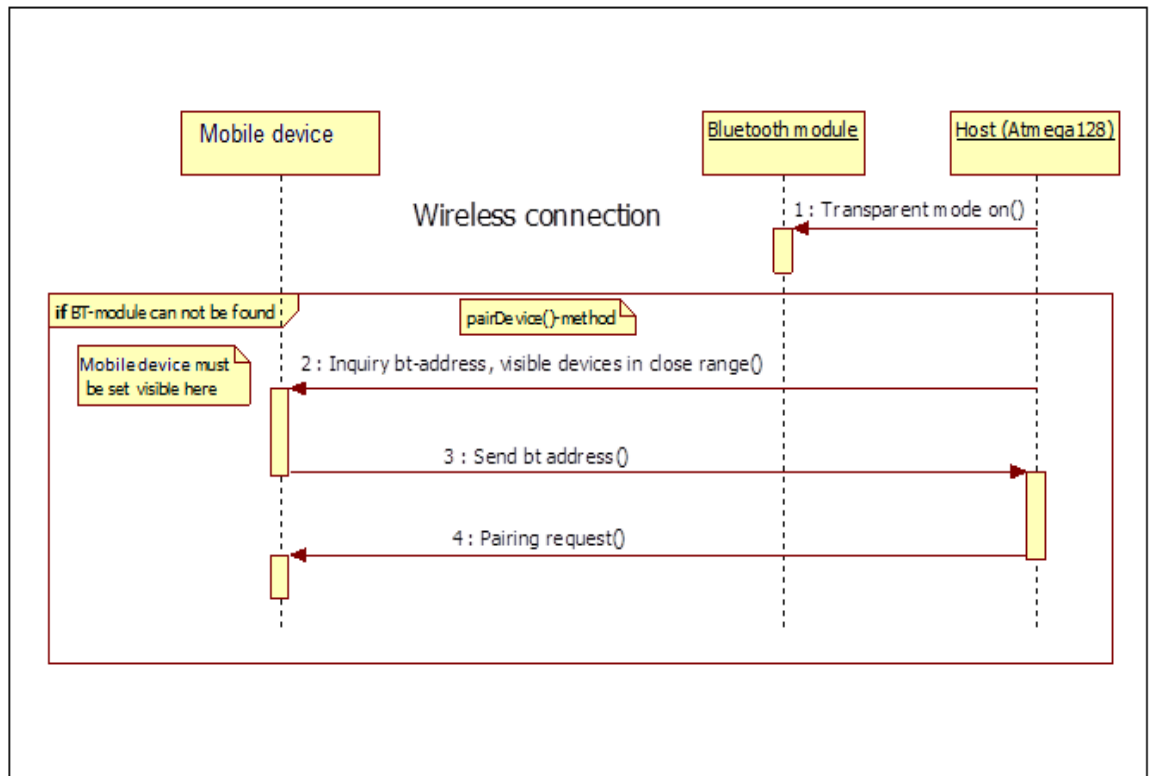 Mobile device
Bluetooth module
Host (Atmega128)
Wireless connection
1 : Transparent mode on()
if BT-module can not be found
pairDevice()-method
Mobile device must
be set visible here
2 : Inquiry bt-address, visible devices in close range()
3 : Send bt address()
4 : Pairing request()